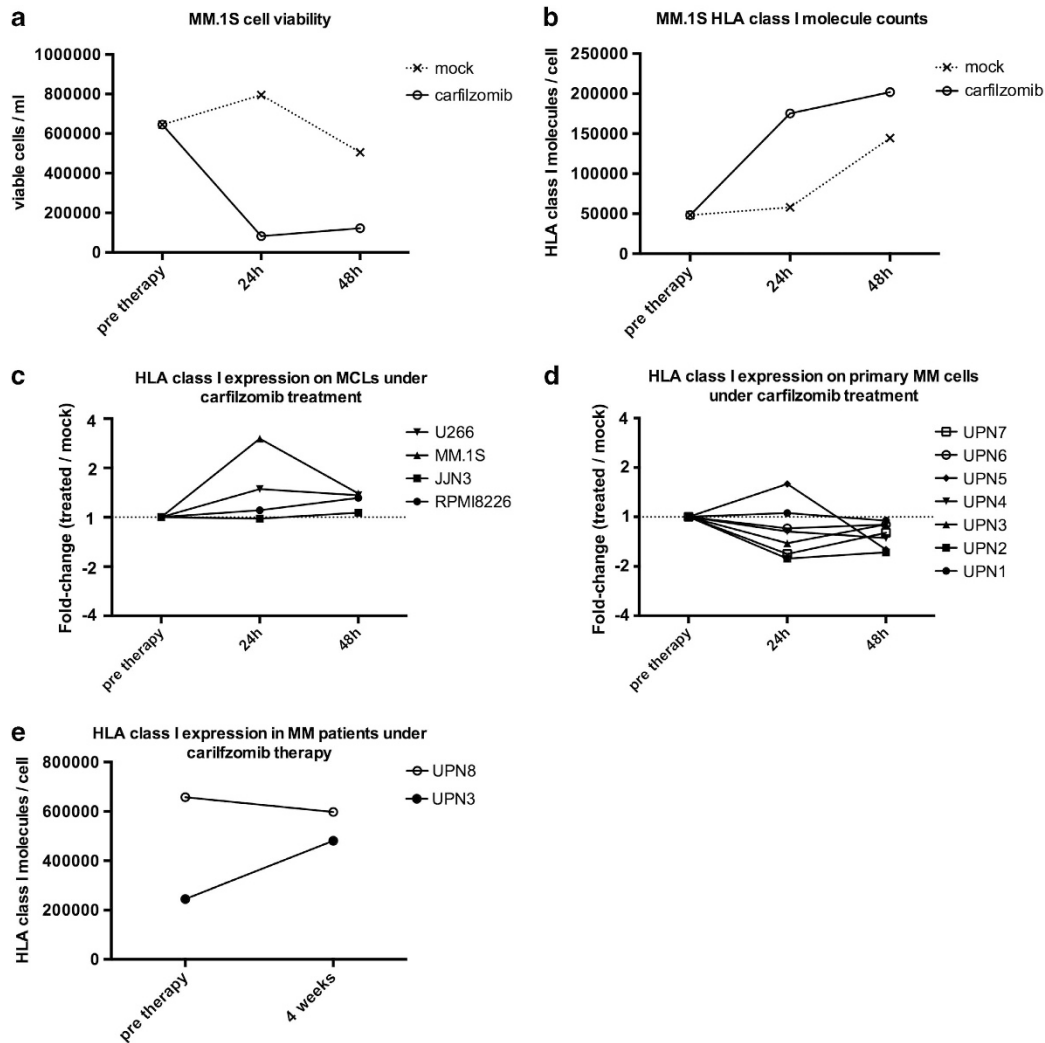 a
MM.1S cell viability
viable cells / ml
1000000
800000
600000
400000
200000
0
pre therapy
24h
48h
mock
carfilzomib
b
MM.1S HLA class I molecule counts
HLA class I molecules / cell
250000
200000
150000
100000
50000
0
pre therapy
24h
48h
mock
carfilzomib
c
HLA class I expression on MCLs under
carfilzomib treatment
Fold-change (treated / mock)
4
2
1
-2
-4
pre therapy
24h
48h
U266
MM.1S
JJN3
RPMI8226
d
HLA class I expression on primary MM cells
under carfilzomib treatment
Fold-change (treated / mock)
4
2
1
-2
-4
pre therapy
24h
48h
UPN7
UPN6
UPN5
UPN4
UPN3
UPN2
UPN1
e
HLA class I expression in MM patients under
carilfzomib therapy
HLA class I molecules / cell
800000
600000
400000
200000
0
pre therapy
4 weeks
UPN8
UPN3